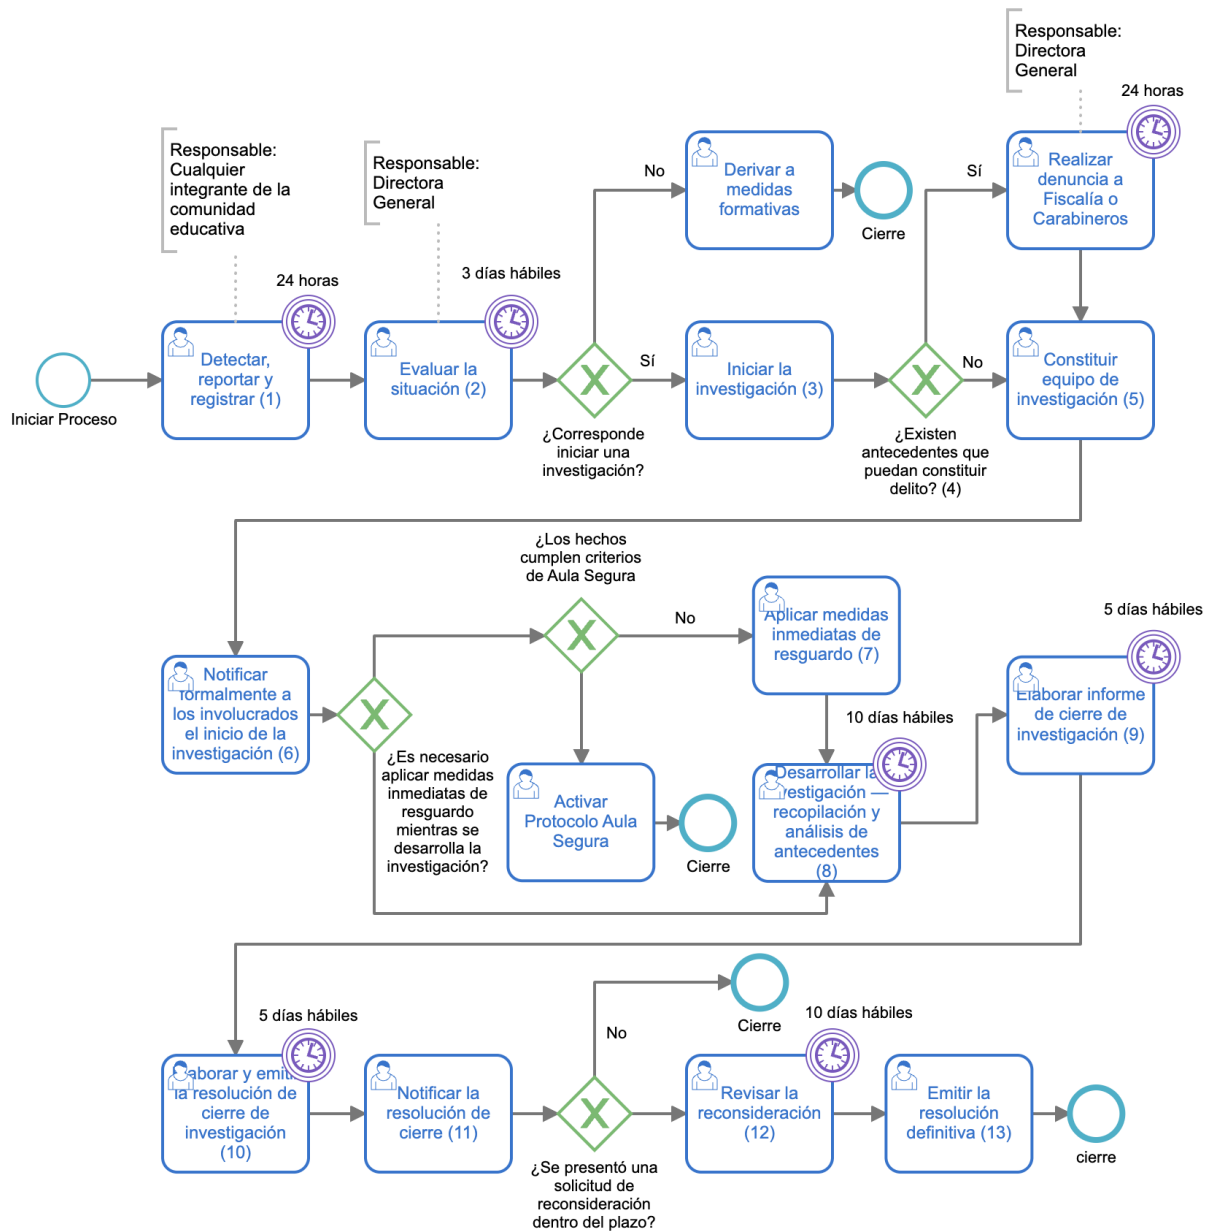 Responsable:
Directora
General
24 horas
Responsable:
Cualquier
integrante de la
comunidad
educativa
Responsable:
Directora
General
No
Derivar a
medidas
formativas
Cierre
Sí
Realizar
denuncia a
Fiscalía o
Carabineros
24 horas
3 días hábiles
Iniciar Proceso
Detectar,
reportar y
registrar (1)
Evaluar la
situación (2)
Sí
¿Corresponde
iniciar una
investigación?
Iniciar la
investigación (3)
No
¿Existen
antecedentes que
puedan constituir
delito? (4)
Constituir
equipo de
investigación (5)
¿Los hechos
cumplen criterios
de Aula Segura
No
Aplicar medidas
inmediatas de
resguardo (7)
5 días hábiles
Notificar
formalmente a
los involucrados
el inicio de la
investigación (6)
¿Es necesario
aplicar medidas
inmediatas de
resguardo
mientras se
desarrolla la
investigación?
Activar
Protocolo Aula
Segura
Cierre
10 días hábiles
Desarrollar la
vestigación —
recopilación y
análisis de
antecedentes
(8)
Elaborar informe
de cierre de
investigación (9)
5 días hábiles
aborar y emiti
la resolución de
cierre de
investigación
(10)
Notificar la
resolución de
cierre (11)
No
Cierre
¿Se presentó una
solicitud de
reconsideración
dentro del plazo?
10 días hábiles
Revisar la
reconsideración
(12)
Emitir la
resolución
definitiva (13)
cierre